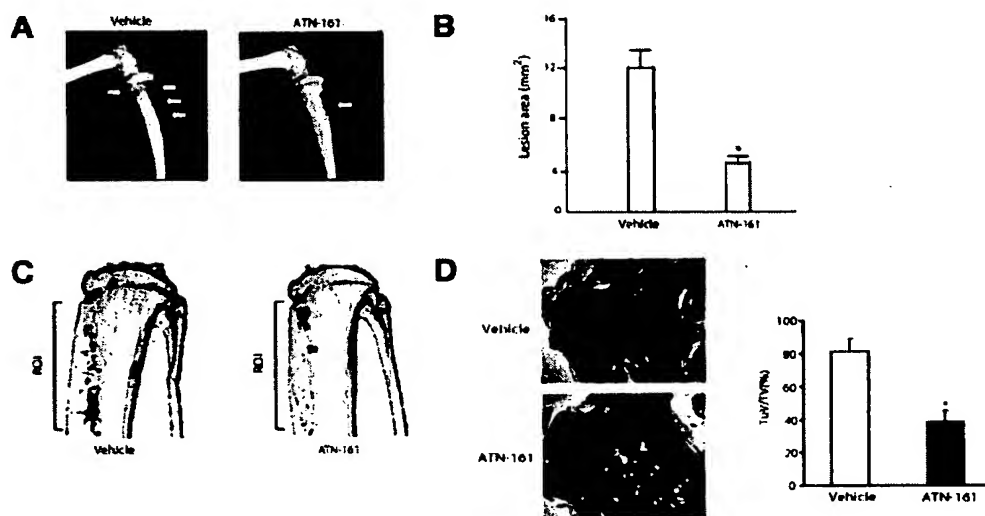 A
Vehicle
ATN-161
B
Lesion area (mm²)
16
12
8
0
*
Vehicle
ATN-161
C
ROI
Vehicle
ROI
ATN-161
D
Vehicle
ATN-161
TuV/TV(%)
100
80
60
40
20
0
*
Vehicle
ATN-161